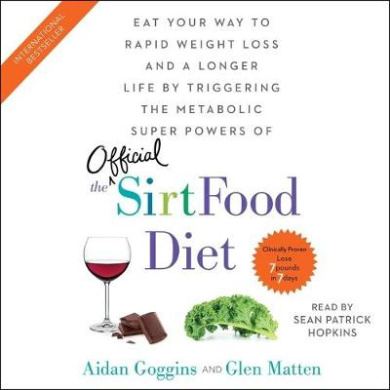 INTERNATIONAL
BESTSELLER
EAT YOUR WAY TO
RAPID WEIGHT LOSS
AND A LONGER
LIFE BY TRIGGERING
THE METABOLIC
SUPER POWERS OF
Official
the SirtFood
Diet
Clinically Proven
Lose
7 pounds
in 7 days
READ BY
SEAN PATRICK
HOPKINS
Aidan Goggins AND Glen Matten